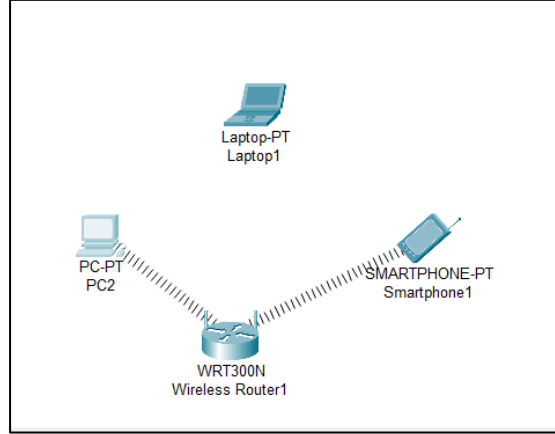 Laptop-PT
Laptop1
PC-PT
PC2
SMARTPHONE-PT
Smartphone1
WRT300N
Wireless Router1